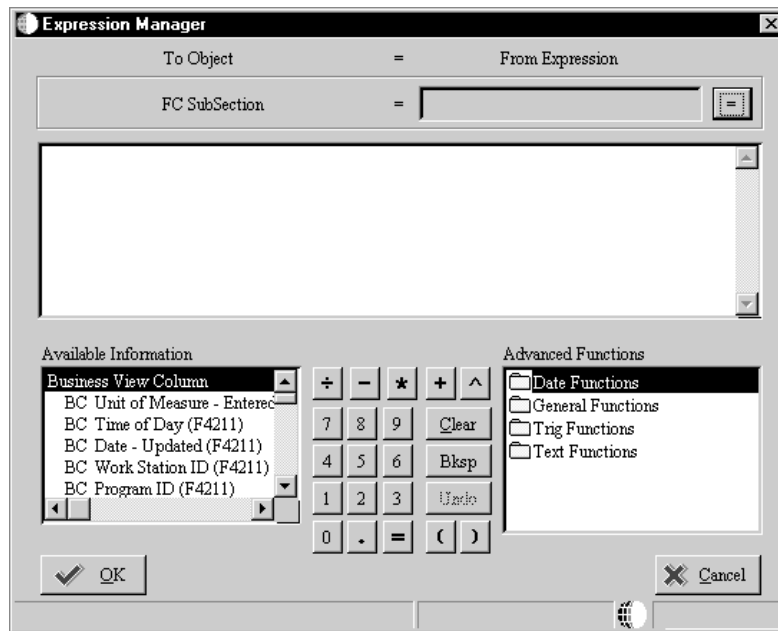 Expression Manager
To Object = From Expression
FC SubSection = =
Available Information
Business View Column
BC Unit of Measure - Entered
BC Time of Day (F4211)
BC Date - Updated (F4211)
BC Work Station ID (F4211)
BC Program ID (F4211)
÷ - * + ^
7 8 9 Clear
4 5 6 Bksp
1 2 3 Undo
0 . = ( )
Advanced Functions
Date Functions
General Functions
Trig Functions
Text Functions
OK
Cancel